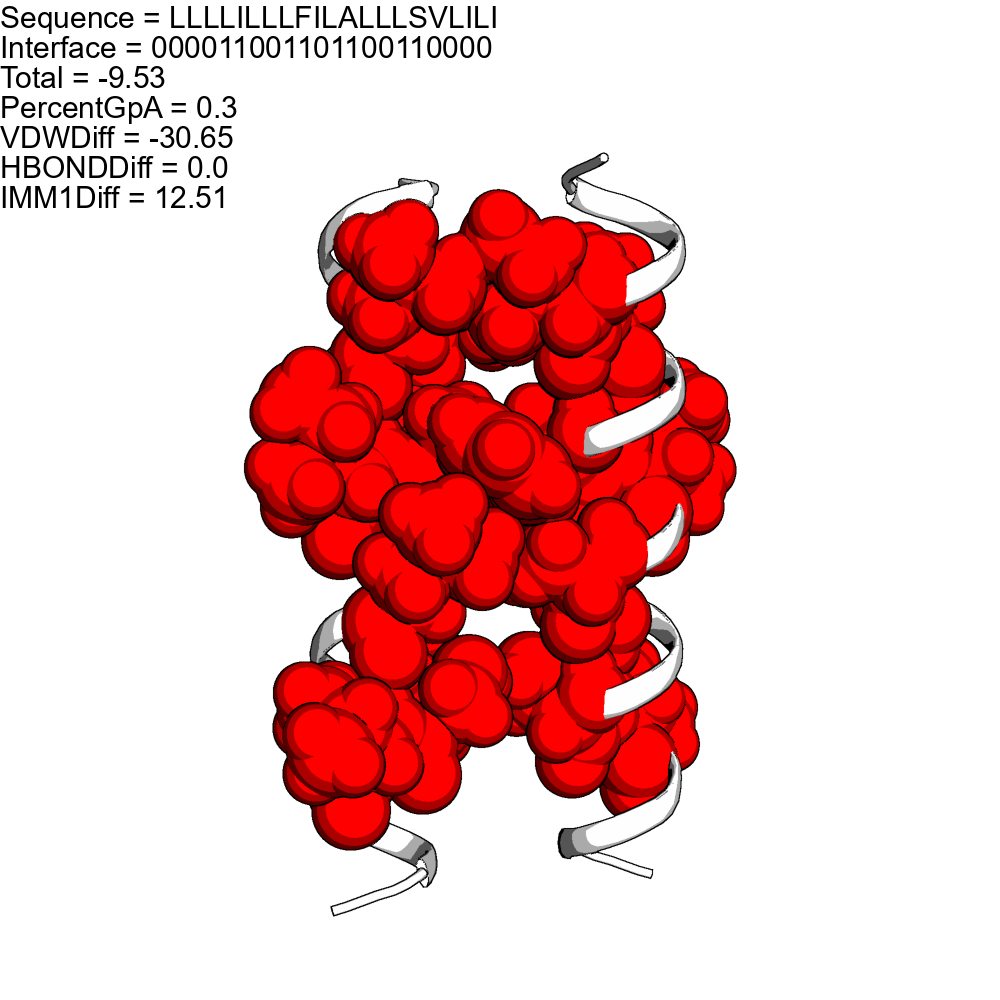 Sequence = LLLLILLLFILALLLSVLILI
Interface = 000011001101100110000
Total = -9.53
PercentGpA = 0.3
VDWDiff = -30.65
HBONDDiff = 0.0
IMM1Diff = 12.51